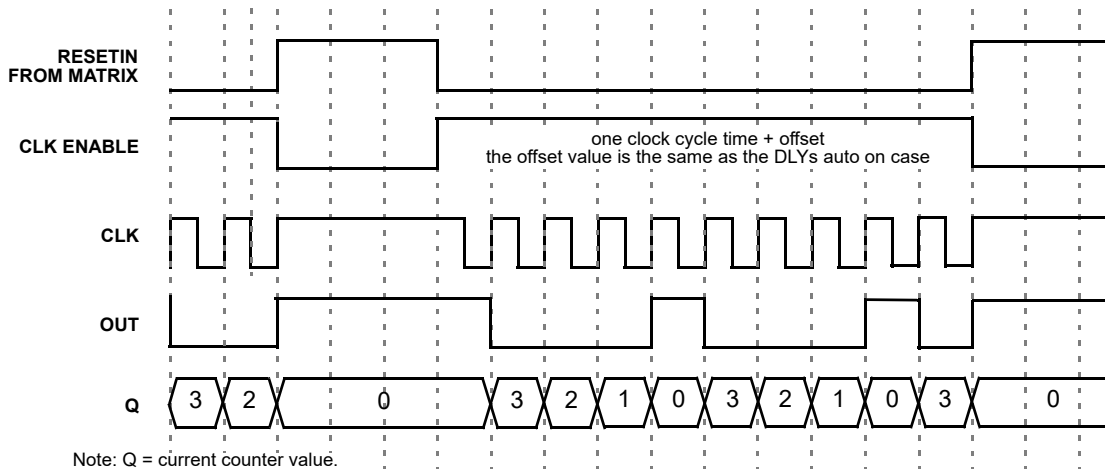 RESETIN
FROM MATRIX
CLK ENABLE
one clock cycle time + offset
the offset value is the same as the DLYs auto on case
CLK
OUT
Q
3 2 0 3 2 1 0 3 2 1 0 3 0
Note: Q = current counter value.